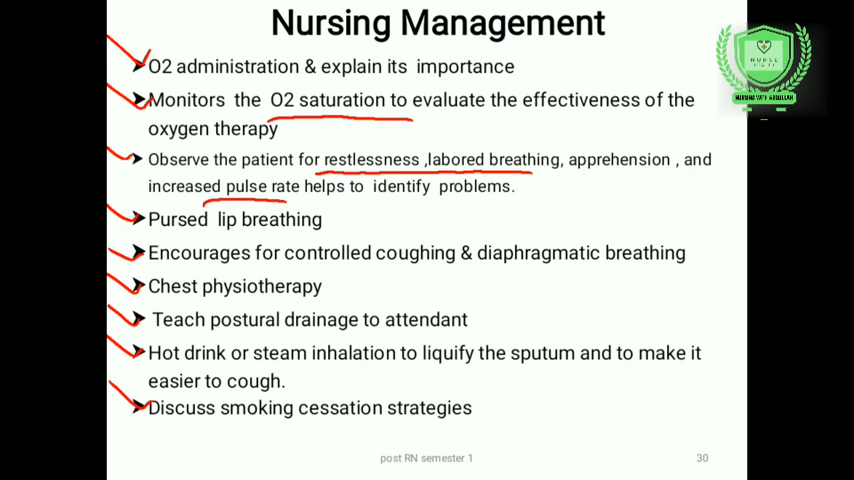 Nursing Management
O2 administration & explain its importance
Monitors the O2 saturation to evaluate the effectiveness of the
oxygen therapy
Observe the patient for restlessness ,labored breathing, apprehension , and
increased pulse rate helps to identify problems.
Pursed lip breathing
Encourages for controlled coughing & diaphragmatic breathing
Chest physiotherapy
Teach postural drainage to attendant
Hot drink or steam inhalation to liquify the sputum and to make it
easier to cough.
Discuss smoking cessation strategies
post RN semester 1
30
NURSE
NURSING WITH ABDULLAH